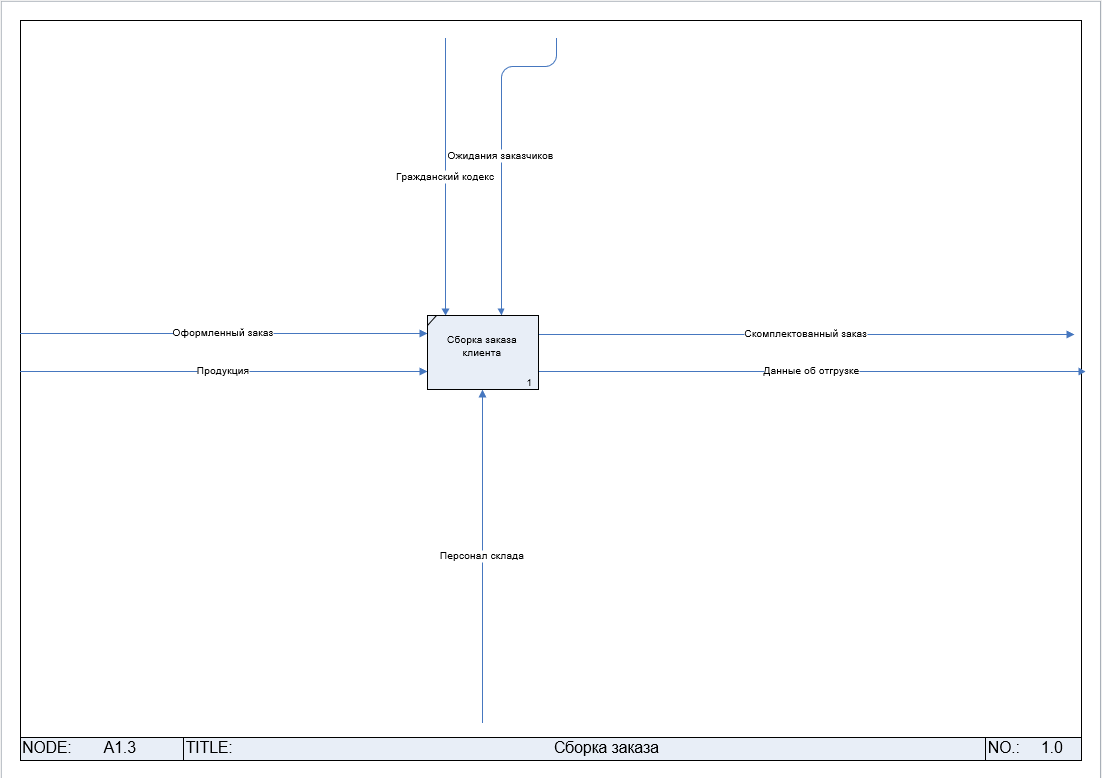 Ожидания заказчиков
Гражданский кодекс
Оформленный заказ
Сборка заказа
клиента
Скомплектованный заказ
Продукция
1
Данные об отгрузке
Персонал склада
NODE: A1.3 TITLE: Сборка заказа NO.: 1.0